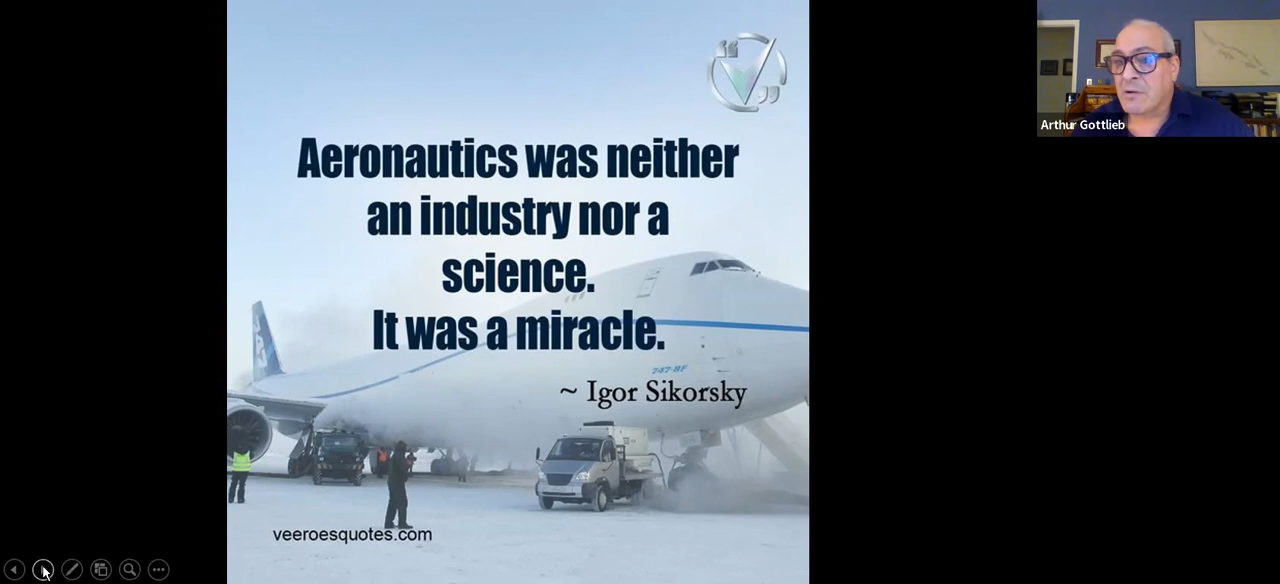 Aeronautics was neither
an industry nor a
science.
It was a miracle.
747-8F
~ Igor Sikorsky
veeroesquotes.com
Arthur Gottlieb